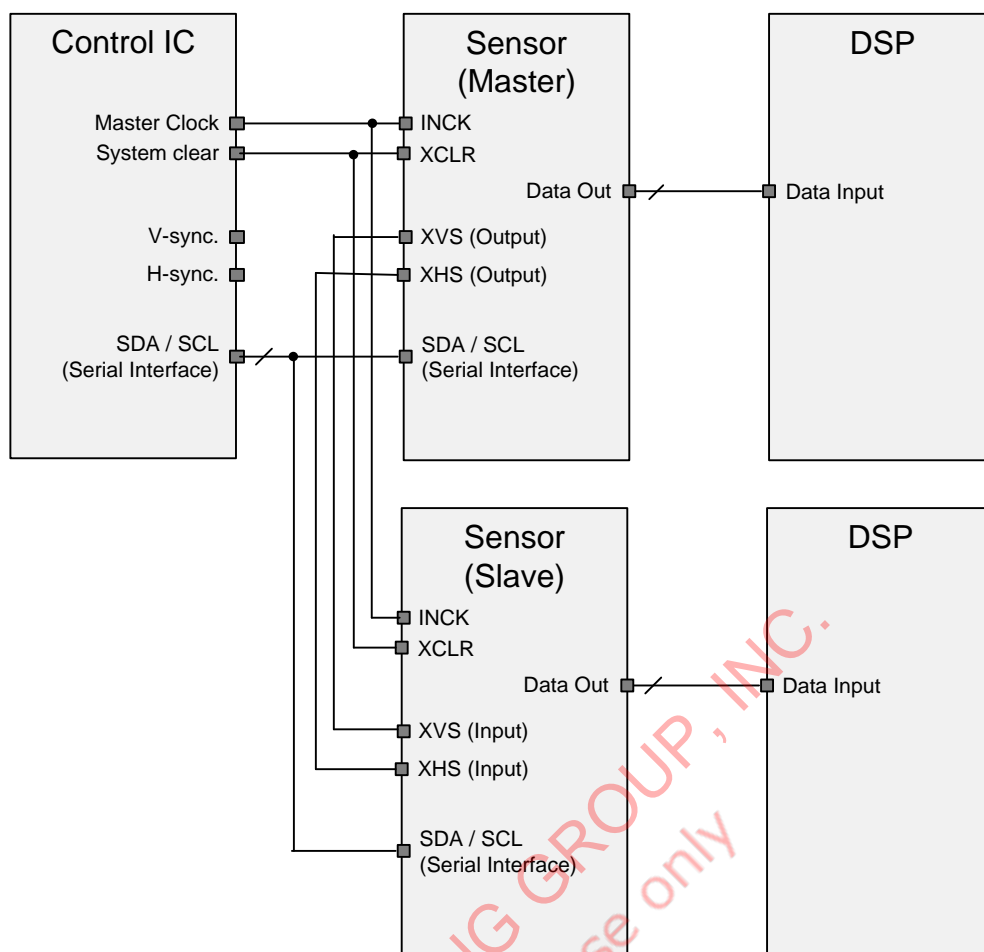 Control IC
Master Clock
System clear
V-sync.
H-sync.
SDA / SCL
(Serial Interface)
Sensor
(Master)
INCK
XCLR
Data Out
XVS (Output)
XHS (Output)
SDA / SCL
(Serial Interface)
DSP
Data Input
Sensor
(Slave)
INCK
XCLR
Data Out
XVS (Input)
XHS (Input)
SDA / SCL
(Serial Interface)
DSP
Data Input
GROUP, INC.
only